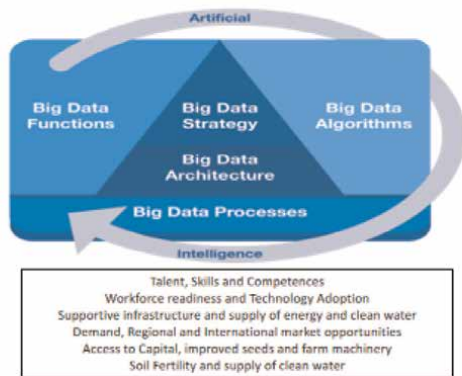 Artificial
Big Data
Functions
Big Data
Strategy
Big Data
Algorithms
Big Data
Architecture
Big Data Processes
Intelligence
Talent, Skills and Competences
Workforce readiness and Technology Adoption
Supportive infrastructure and supply of energy and clean water
Demand, Regional and International market opportunities
Access to Capital, improved seeds and farm machinery
Soil Fertility and supply of clean water